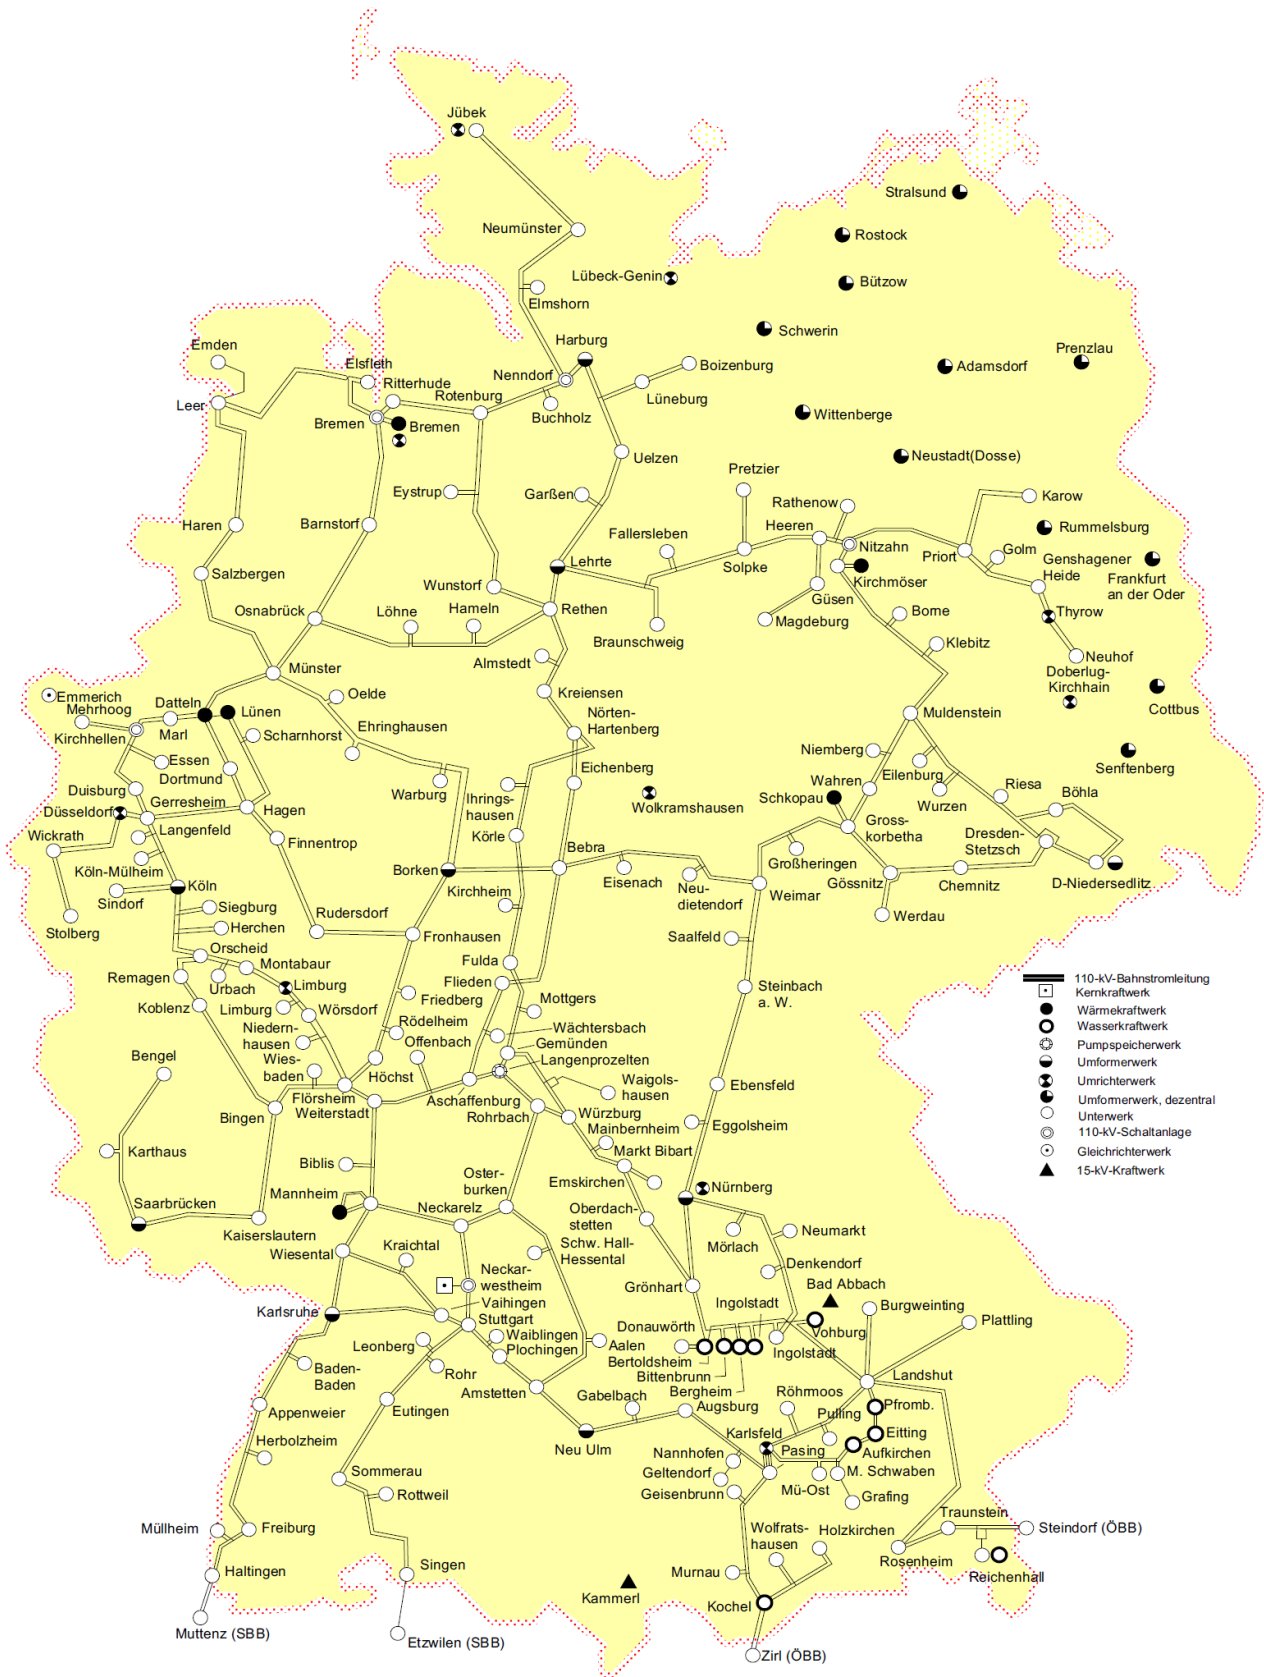 Jübek
Stralsund
Neumünster
Rostock
Lübeck-Genin
Bützow
Elmshorn
Schwerin
Harburg
Emden
Elsfleth
Prenzlau
Adamsdorf
Boizenburg
Nenndorf
Ritterhude
Rotenburg
Lüneburg
Leer
Buchholz
Wittenberge
Bremen
Bremen
Uelzen
Neustadt(Dosse)
Pretzier
Eystrup
Garßen
Rathenow
Karow
Haren
Barnstorf
Fallersleben
Heeren
Rummelsburg
Nitzahn
Priort
Golm
Genshagener
Heide
Lehrte
Solpke
Kirchmöser
Frankfurt
an der Oder
Salzbergen
Wunstorf
Güsen
Osnabrück
Löhne
Hameln
Rethen
Magdeburg
Borne
Thyrow
Braunschweig
Klebitz
Münster
Almstedt
Neuhof
Doberlug-
Kirchhain
Emmerich
Mehrhoog
Datteln
Lünen
Oelde
Kreiensen
Cottbus
Kirchhellen
Marl
Scharnhorst
Ehringhausen
Nörten-
Hartenberg
Muldenstein
Essen
Dortmund
Niemberg
Eilenburg
Senftenberg
Duisburg
Warburg
Ihrings-
hausen
Eichenberg
Wolkramshausen
Wahren
Schkopau
Wurzen
Riesa
Böhla
Düsseldorf
Gerresheim
Hagen
Wickrath
Langenfeld
Finnentrop
Körle
Gross-
korbetha
Dresden-
Stetzsch
Köln-Mülheim
Borken
Bebra
Großheringen
Sindorf
Köln
Kirchheim
Eisenach
Neu-
dietendorf
Weimar
Gössnitz
Chemnitz
D-Niedersedlitz
Stolberg
Siegburg
Herchen
Rudersdorf
Fronhausen
Werdau
Saalfeld
Orscheid
Montabaur
Fulda
Remagen
Urbach
Limburg
Flieden
Steinbach
a. W.
110-kV-Bahnstromleitung
Kernkraftwerk
Koblenz
Limburg
Wörsdorf
Friedberg
Mottgers
Wärmekraftwerk
Wasserkraftwerk
Niedern-
hausen
Rödelheim
Offenbach
Wächtersbach
Gemünden
Pumpspeicherwerk
Bengel
Wies-
baden
Höchst
Langenprozelten
Umformerwerk
Umrichterwerk
Flörsheim
Weiterstadt
Aschaffenburg
Rohrbach
Waigols-
hausen
Ebensfeld
Umformerwerk, dezentral
Unterwerk
Bingen
Würzburg
Mainbernheim
Eggolsheim
110-kV-Schaltanlage
Karthaus
Markt Bibart
Gleichrichterwerk
Biblis
Oster-
burken
Emskirchen
15-kV-Kraftwerk
Saarbrücken
Mannheim
Neckarelz
Nürnberg
Kaiserslautern
Oberdach-
stetten
Mörlach
Neumarkt
Wiesental
Kraichtal
Schw. Hall-
Hessental
Neckar-
westheim
Grönhart
Denkendorf
Bad Abbach
Karlsruhe
Vaihingen
Stuttgart
Ingolstadt
Burgweinting
Plattling
Leonberg
Waiblingen
Plochingen
Aalen
Donauwörth
Vohburg
Ingolstadt
Baden-
Baden
Rohr
Bertoldsheim
Bittenbrunn
Bergheim
Landshut
Appenweier
Eutingen
Amstetten
Gabelbach
Augsburg
Röhrmoos
Pulling
Pfromb.
Herbolzheim
Neu Ulm
Karlsfeld
Eitting
Nannhofen
Pasing
Aufkirchen
Sommerau
Geltendorf
M. Schwaben
Rottweil
Geisenbrunn
Mü-Ost
Grafing
Müllheim
Freiburg
Wolfrats-
hausen
Holzkirchen
Traunstein
Steindorf (ÖBB)
Haltingen
Singen
Murnau
Rosenheim
Reichenhall
Kammerl
Kochel
Muttenz (SBB)
Etzwilen (SBB)
Zirl (ÖBB)